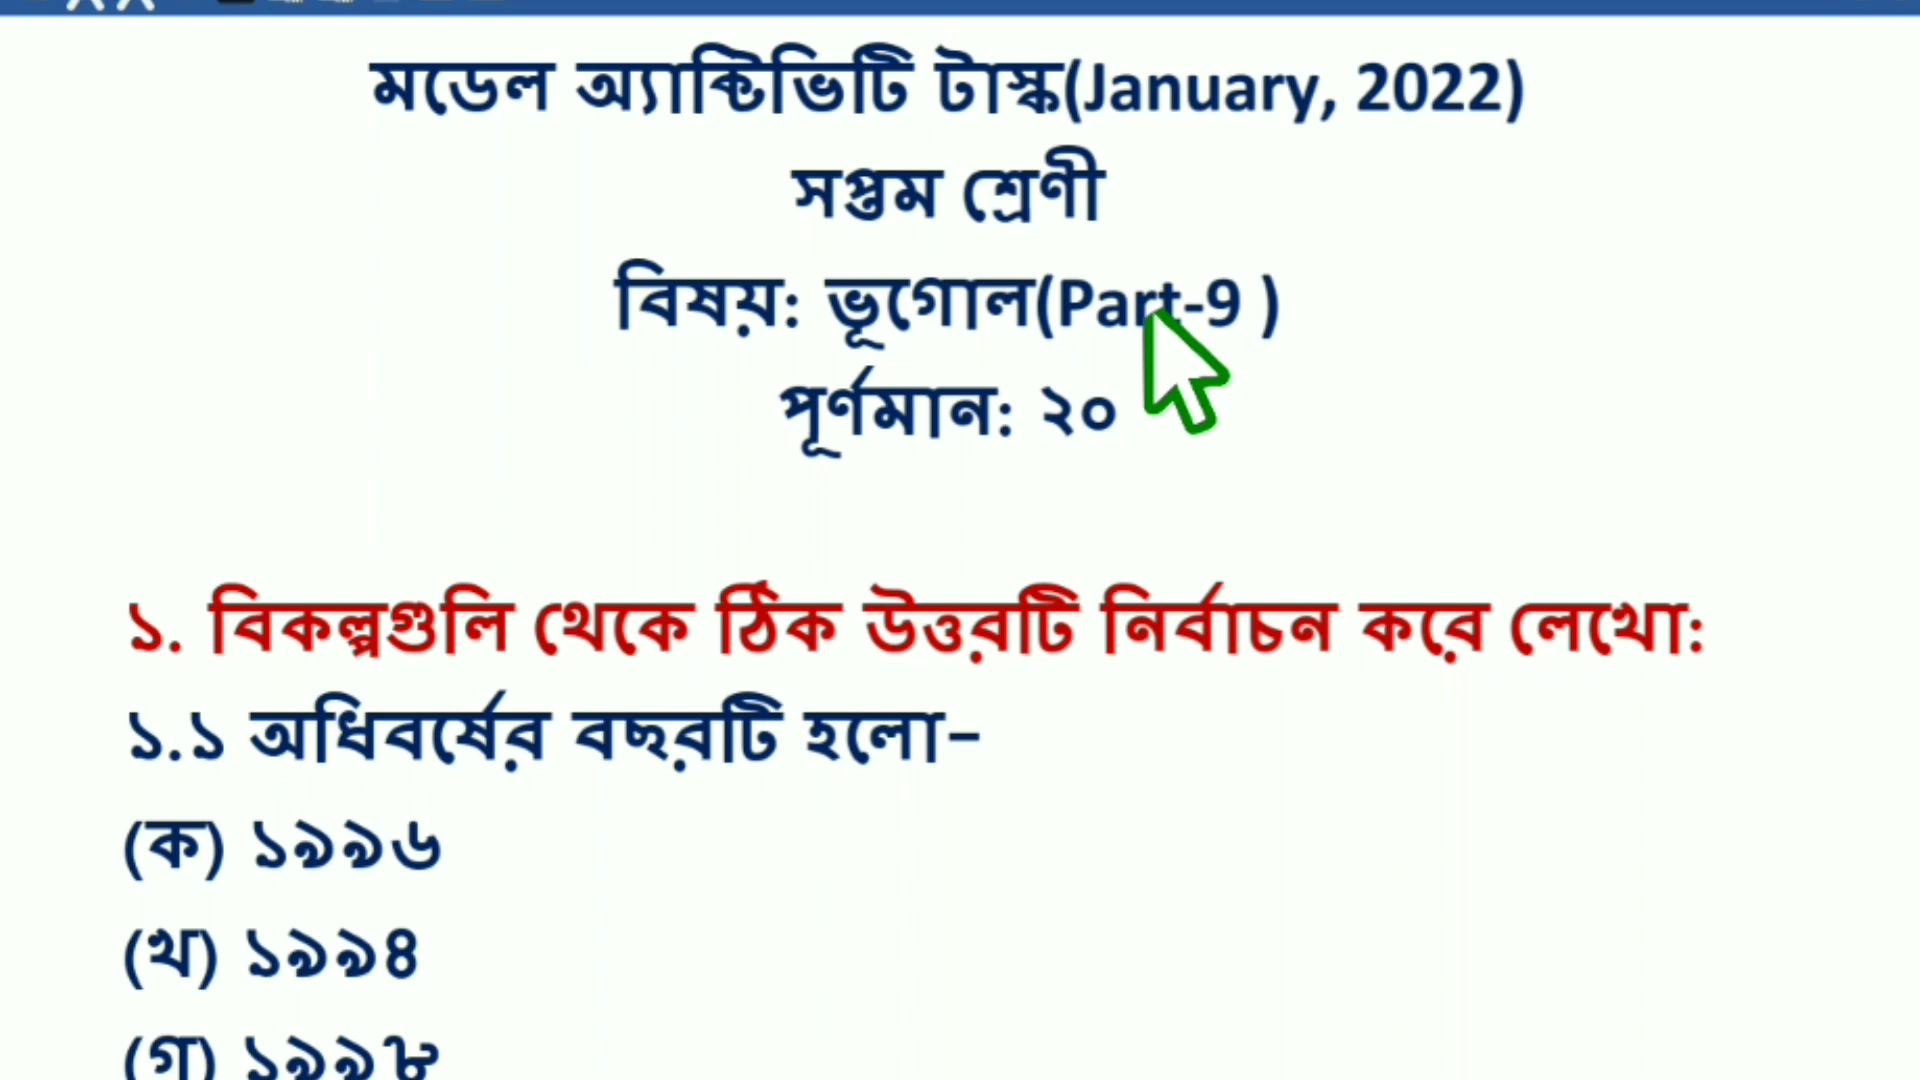 মডেল অ্যাক্টিভিটি টাস্ক(January, 2022)
সপ্তম শ্রেণী
বিষয়: ভূগোল(Part-9 )
পূর্ণমান: ২০
১. বিকল্পগুলি থেকে ঠিক উত্তরটি নির্বাচন করে লেখো:
১.১ অধিবর্ষের বছরটি হলো–
(ক) ১৯৯৬
(খ) ১৯৯৪
(গ) ১৯৯৮